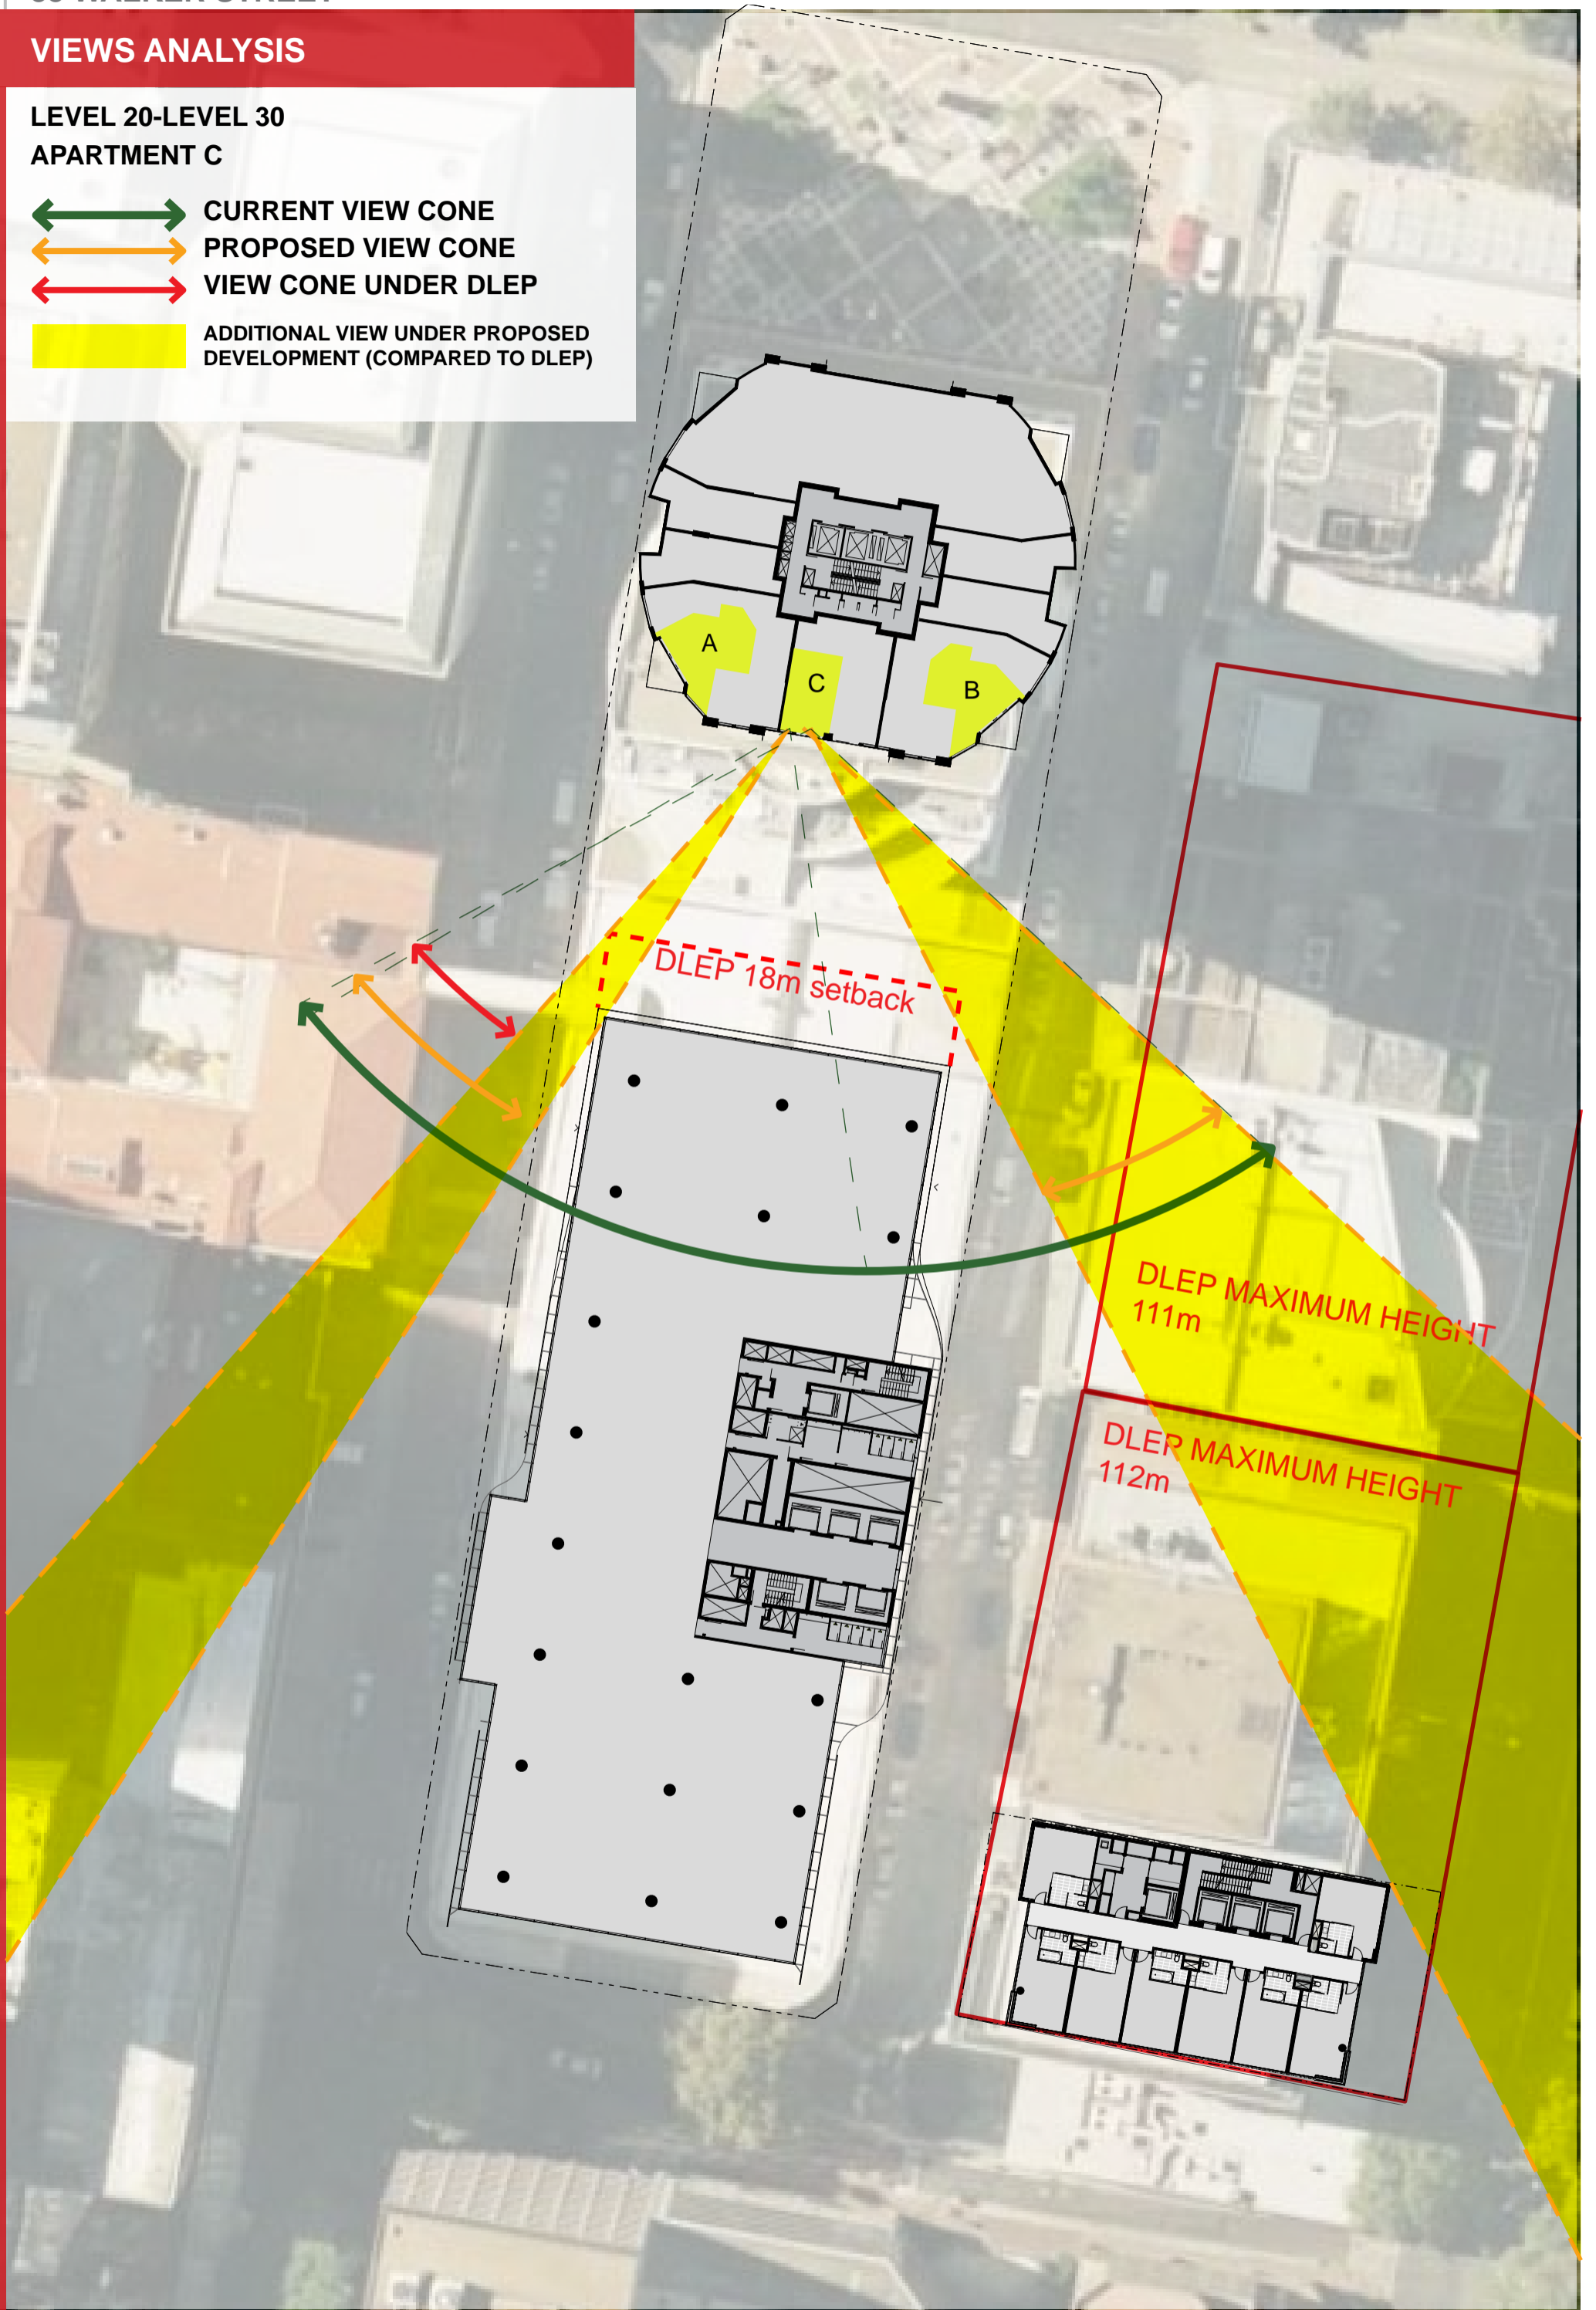 VIEWS ANALYSIS
LEVEL 20-LEVEL 30
APARTMENT C
CURRENT VIEW CONE
PROPOSED VIEW CONE
VIEW CONE UNDER DLEP
ADDITIONAL VIEW UNDER PROPOSED
DEVELOPMENT (COMPARED TO DLEP)
A
C
B
DLEP 18m setback
DLEP MAXIMUM HEIGHT
111m
DLEP MAXIMUM HEIGHT
112m